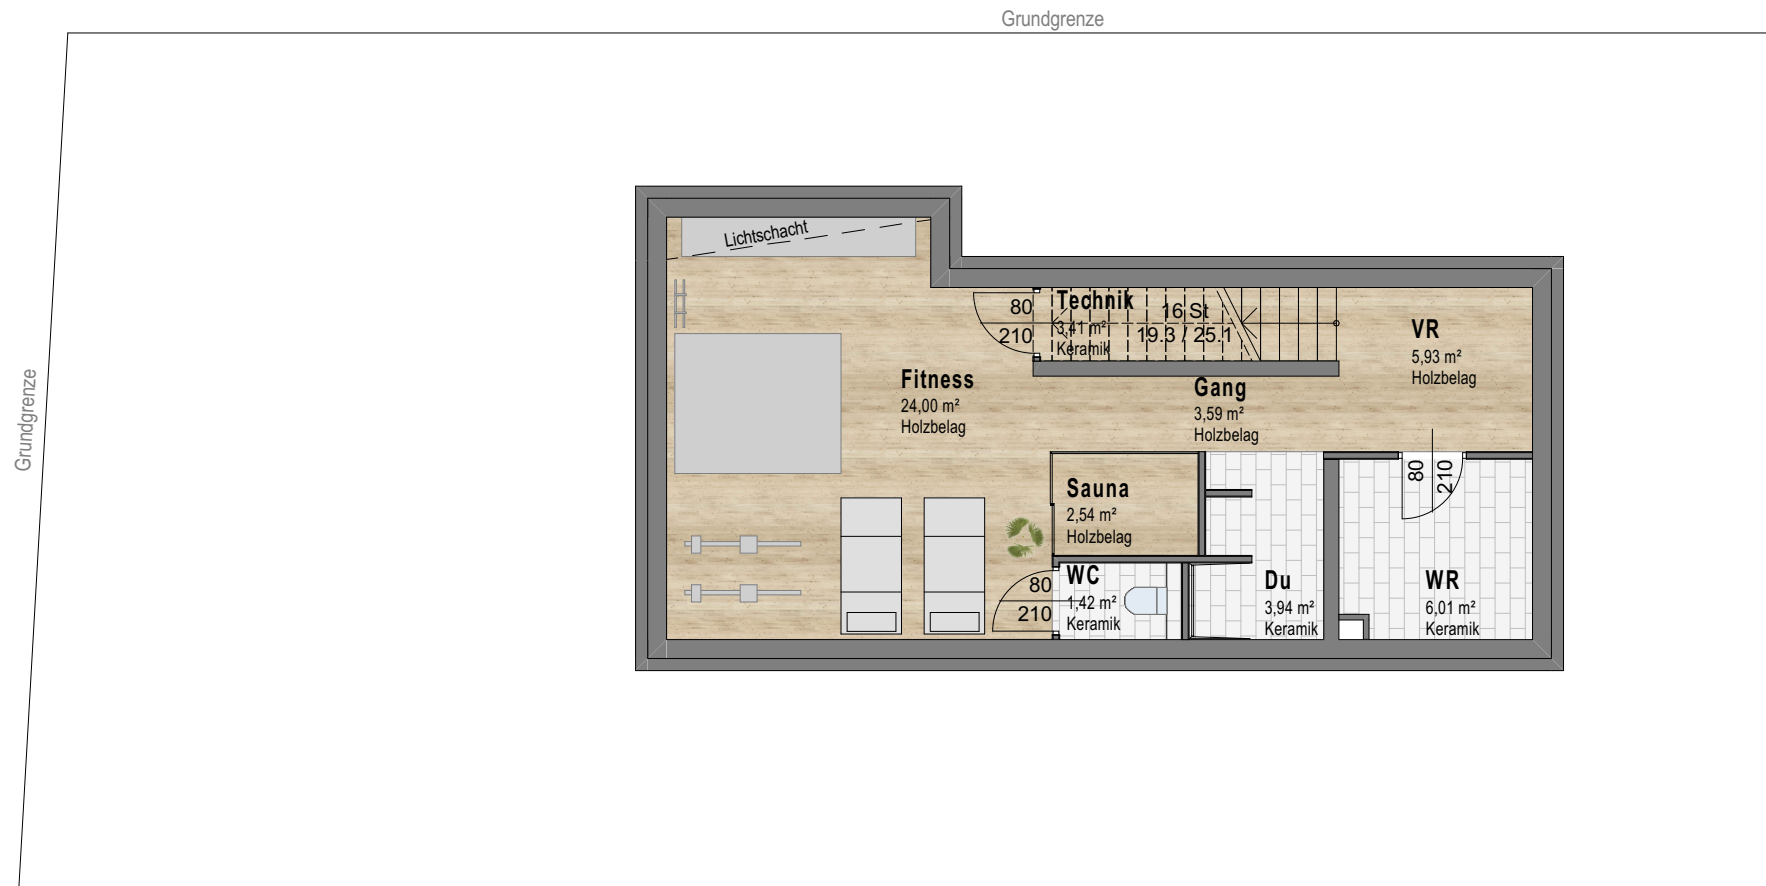 Grundgrenze
Grundgrenze
Lichtschacht
80
210
Technik
3,41 m²
Keramik
16 St
19.3 / 25.1
VR
5,93 m²
Holzbelag
Fitness
24,00 m²
Holzbelag
Gang
3,59 m²
Holzbelag
Sauna
2,54 m²
Holzbelag
80
210
80
210
WC
1,42 m²
Keramik
Du
3,94 m²
Keramik
WR
6,01 m²
Keramik